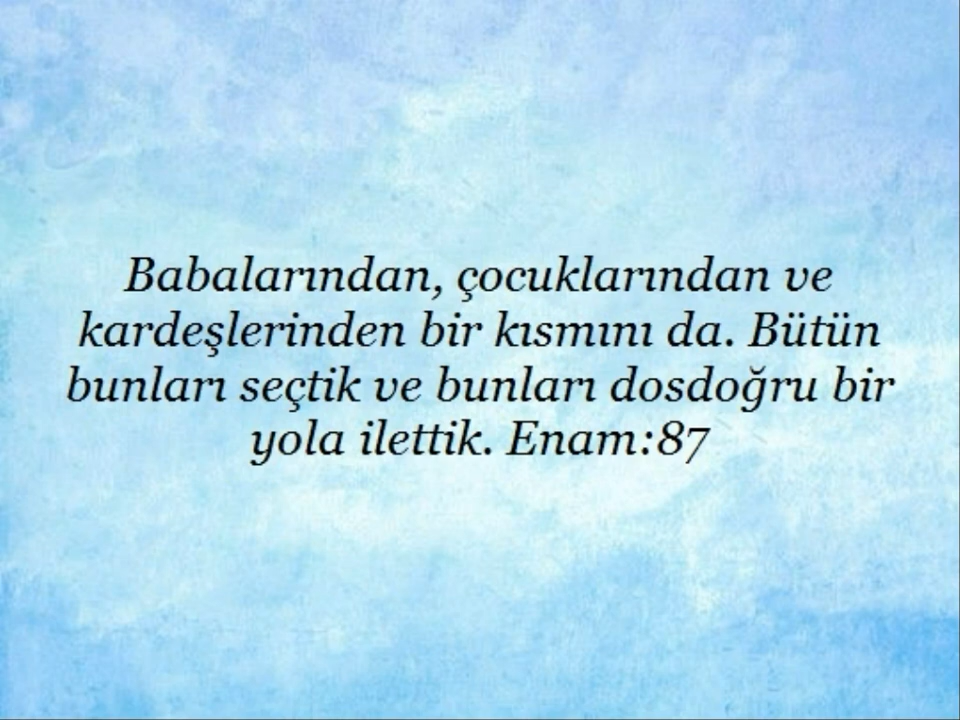 Babalarından, çocuklarından ve
kardeşlerinden bir kısmını da. Bütün
bunları seçtik ve bunları dosdoğru bir
yola ilettik. Enam:87